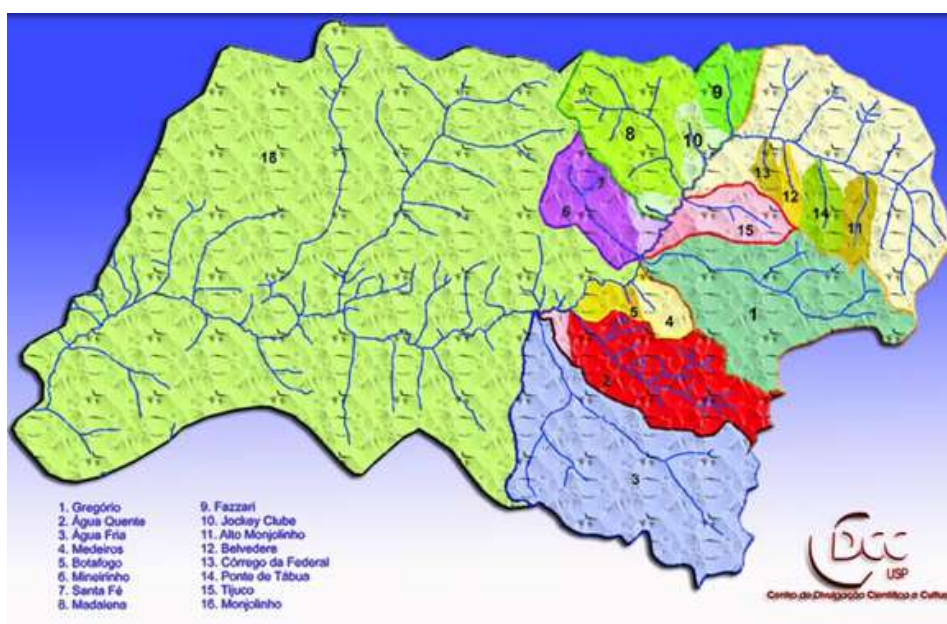 9
8
10
13
12
7
14
11
16
6
15
1
5
4
2
3
1. Gregório
2. Água Quente
3. Água Fria
4. Medeiros
5. Botafogo
6. Mineirinho
7. Santa Fé
8. Madalena
9. Fazzari
10. Jockey Clube
11. Alto Monjolinho
12. Belvedere
13. Córrego da Federal
14. Ponte de Tábua
15. Tijuco
16. Monjolinho
CDCC
USP
Centro de Divulgação Científica e Cultur